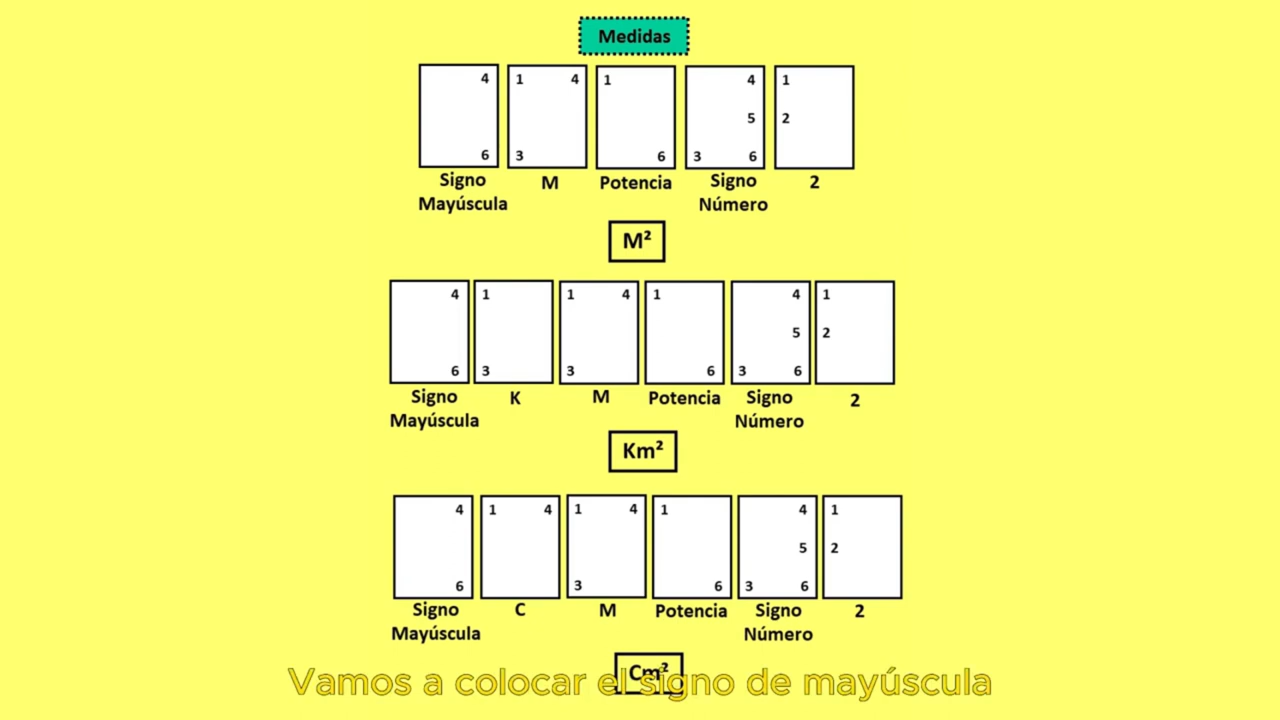 Medidas
4 1 4 1 4 1
5 2
6 3 6 3 6
Signo Mayúscula M Potencia Signo Número 2
M²
4 1 1 4 1 4 1
5 2
6 3 3 6 3 6
Signo Mayúscula K M Potencia Signo Número 2
Km²
4 1 4 1 4 1 4 1
5 2
6 3 6 3 6
Signo Mayúscula C M Potencia Signo Número 2
Cm²
Vamos a colocar el signo de mayúscula